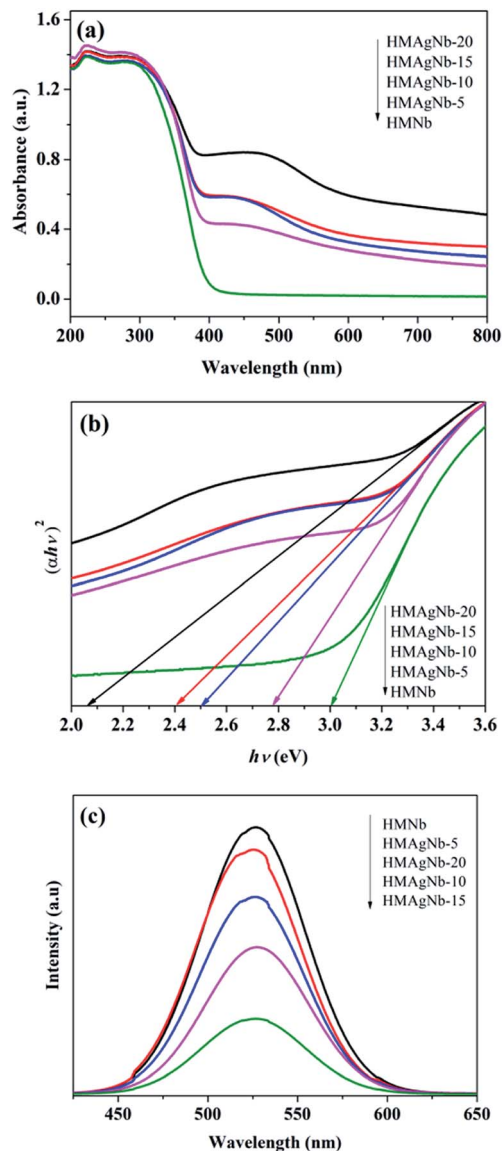 (a)
HMAgNb-20
HMAgNb-15
HMAgNb-10
HMAgNb-5
HMNb
Absorbance (a.u.)
1.6
1.2
0.8
0.4
0.0
200 300 400 500 600 700 800
Wavelength (nm)
(b)
(αhν)²
HMAgNb-20
HMAgNb-15
HMAgNb-10
HMAgNb-5
HMNb
2.0 2.2 2.4 2.6 2.8 3.0 3.2 3.4 3.6
hν (eV)
(c)
HMNb
HMAgNb-5
HMAgNb-20
HMAgNb-10
HMAgNb-15
Intensity (a.u)
450 500 550 600 650
Wavelength (nm)